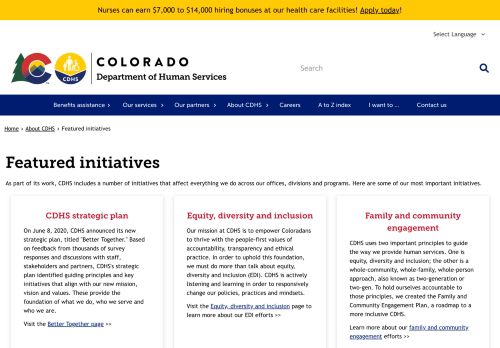 Nurses can earn $7,000 to $14,000 hiring bonuses at our health care facilities! Apply today!
Select Language
CDHS
COLORADO
Department of Human Services
Search
Benefits assistance › Our services › Our partners › About CDHS › Careers A to Z index I want to ... Contact us
Home › About CDHS › Featured initiatives
Featured initiatives
As part of its work, CDHS includes a number of initiatives that affect everything we do across our offices, divisions and programs. Here are some of our most important initiatives.
CDHS strategic plan
On June 8, 2020, CDHS announced its new
strategic plan, titled "Better Together." Based
on feedback from thousands of survey
responses and discussions with staff,
stakeholders and partners, CDHS's strategic
plan identified guiding principles and key
initiatives that align with our new mission,
vision and values. These provide the
foundation of what we do, who we serve and
who we are.
Visit the Better Together page >>
Equity, diversity and inclusion
Our mission at CDHS is to empower Coloradans
to thrive with the people-first values of
accountability, transparency and ethical
practice. In order to uphold this foundation,
we must do more than talk about equity,
diversity and inclusion (EDI). CDHS is actively
listening and learning in order to responsively
change our policies, practices and mindsets.
Visit the Equity, diversity and inclusion page to
learn more about our EDI efforts >>
Family and community
engagement
CDHS uses two important principles to guide
the way we provide human services. One is
equity, diversity and inclusion; the other is a
whole-community, whole-family, whole-person
approach, also known as two-generation or
two-gen. To hold ourselves accountable to
those principles, we created the Family and
Community Engagement Plan, a roadmap to a
more inclusive CDHS.
Learn more about our family and community
engagement efforts >>